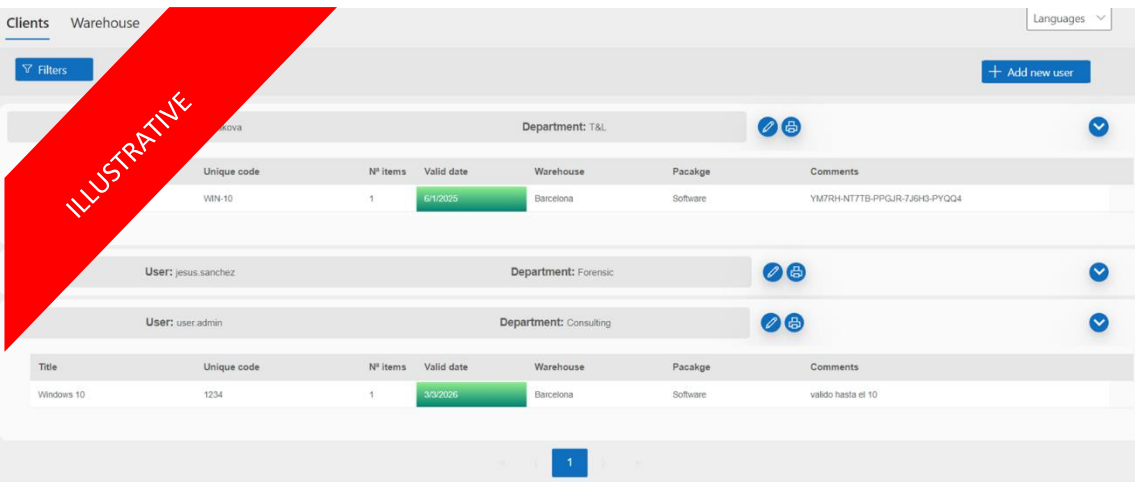 Clients Warehouse
Languages
Filters
Add new user
ILLUSTRATIVE
Department: T&L
Unique code Nº items Valid date Warehouse Pacakge Comments
WIN-10 1 6/1/2025 Barcelona Software YM7RH-NT7TB-PPGJR-7J6H3-PYQQ4
User: jesus.sanchez Department: Forensic
User: user.admin Department: Consulting
Title Unique code Nº items Valid date Warehouse Pacakge Comments
Windows 10 1234 1 3/3/2026 Barcelona Software valido hasta el 10
1